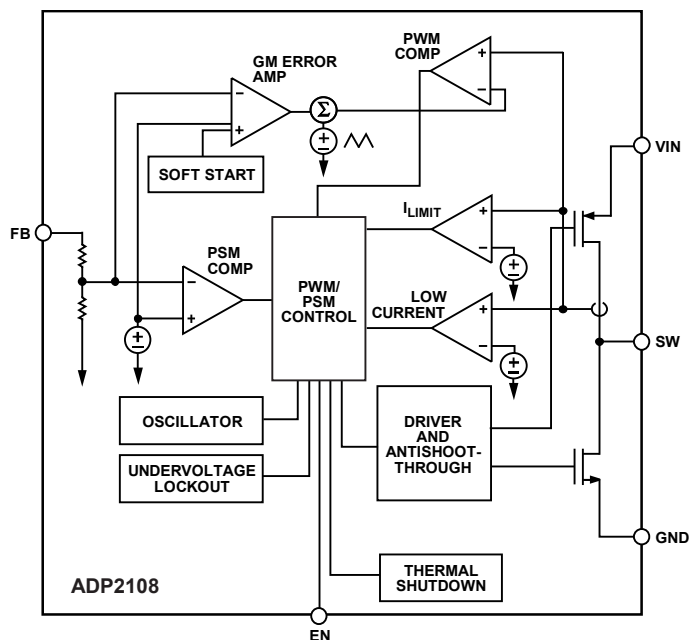 PWM
COMP
GM ERROR
AMP
Σ
VIN
SOFT START
I LIMIT
FB
PSM
COMP
PWM/
PSM
CONTROL
LOW
CURRENT
SW
OSCILLATOR
DRIVER
AND
ANTISHOOT-
THROUGH
UNDERVOLTAGE
LOCKOUT
GND
THERMAL
SHUTDOWN
ADP2108
EN